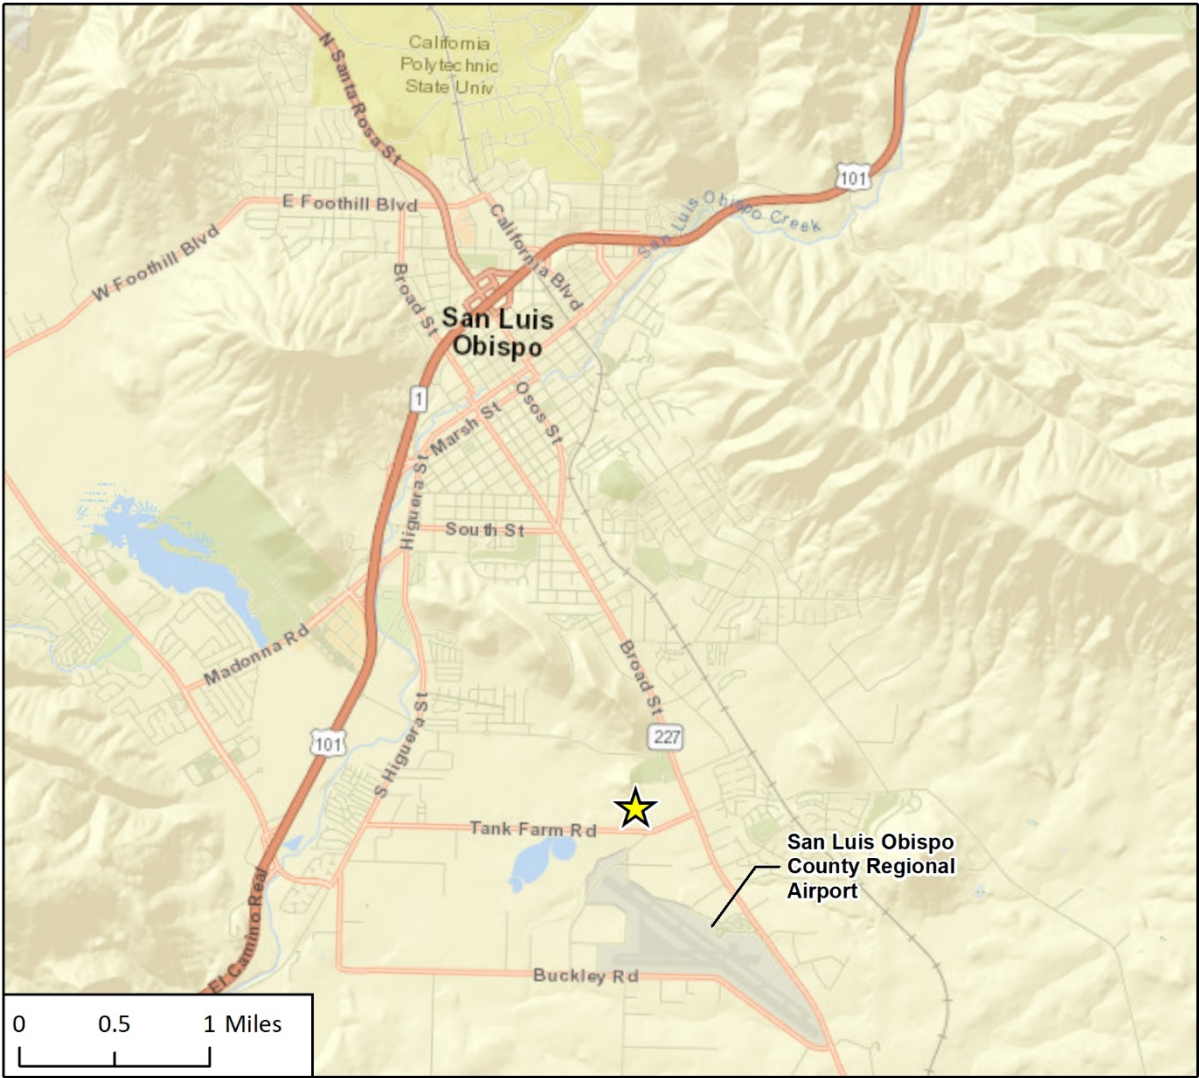 California
Polytechnic
State Univ
N Santa Rosa St
101
E Foothill Blvd
San Luis Obispo Creek
California Blvd
W Foothill Blvd
Broad St
San Luis
Obispo
1
Osos St
Marsh St
Higuera St
South St
Madonna Rd
Broad St
227
101
S Higuera St
Tank Farm Rd
San Luis Obispo
County Regional
Airport
El Camino Real
Buckley Rd
0 0.5 1 Miles